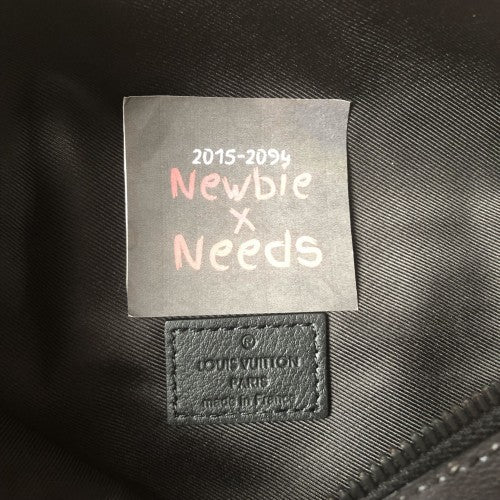 2015-2094
Newbie
x
Needs
®
LOUIS VUITTON
PARIS
made in France